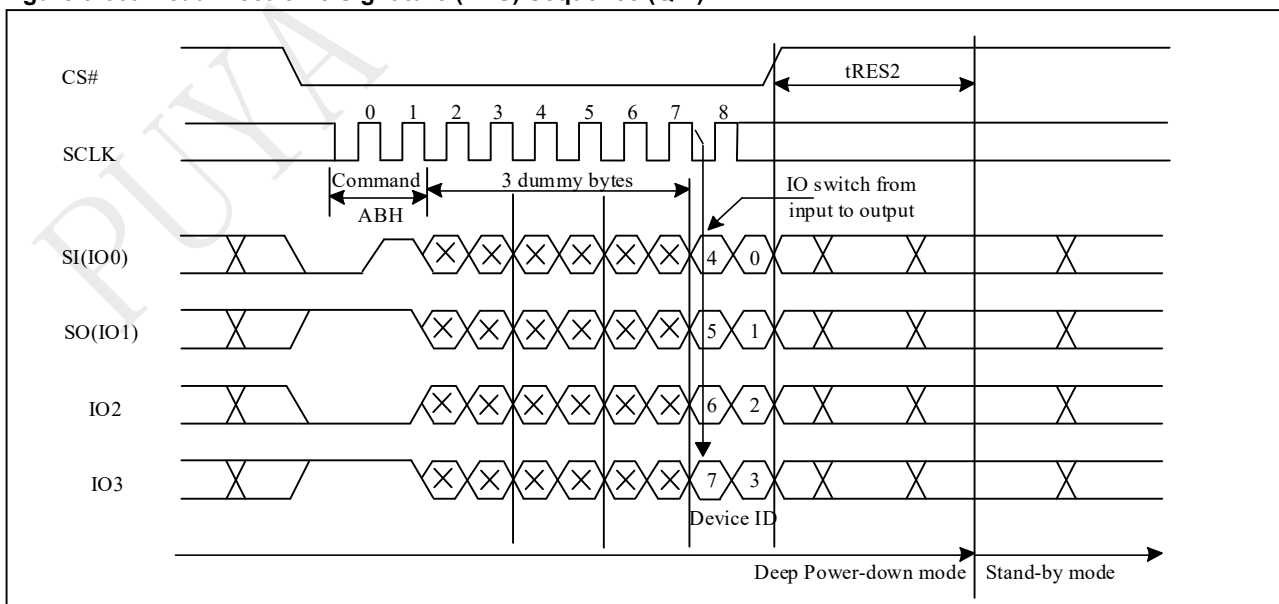 CS#
tRES2
0 1 2 3 4 5 6 7 8
SCLK
Command
3 dummy bytes
IO switch from
input to output
ABH
SI(IO0)
4 0
SO(IO1)
5 1
IO2
6 2
IO3
7 3
Device ID
Deep Power-down mode
Stand-by mode
PUYA